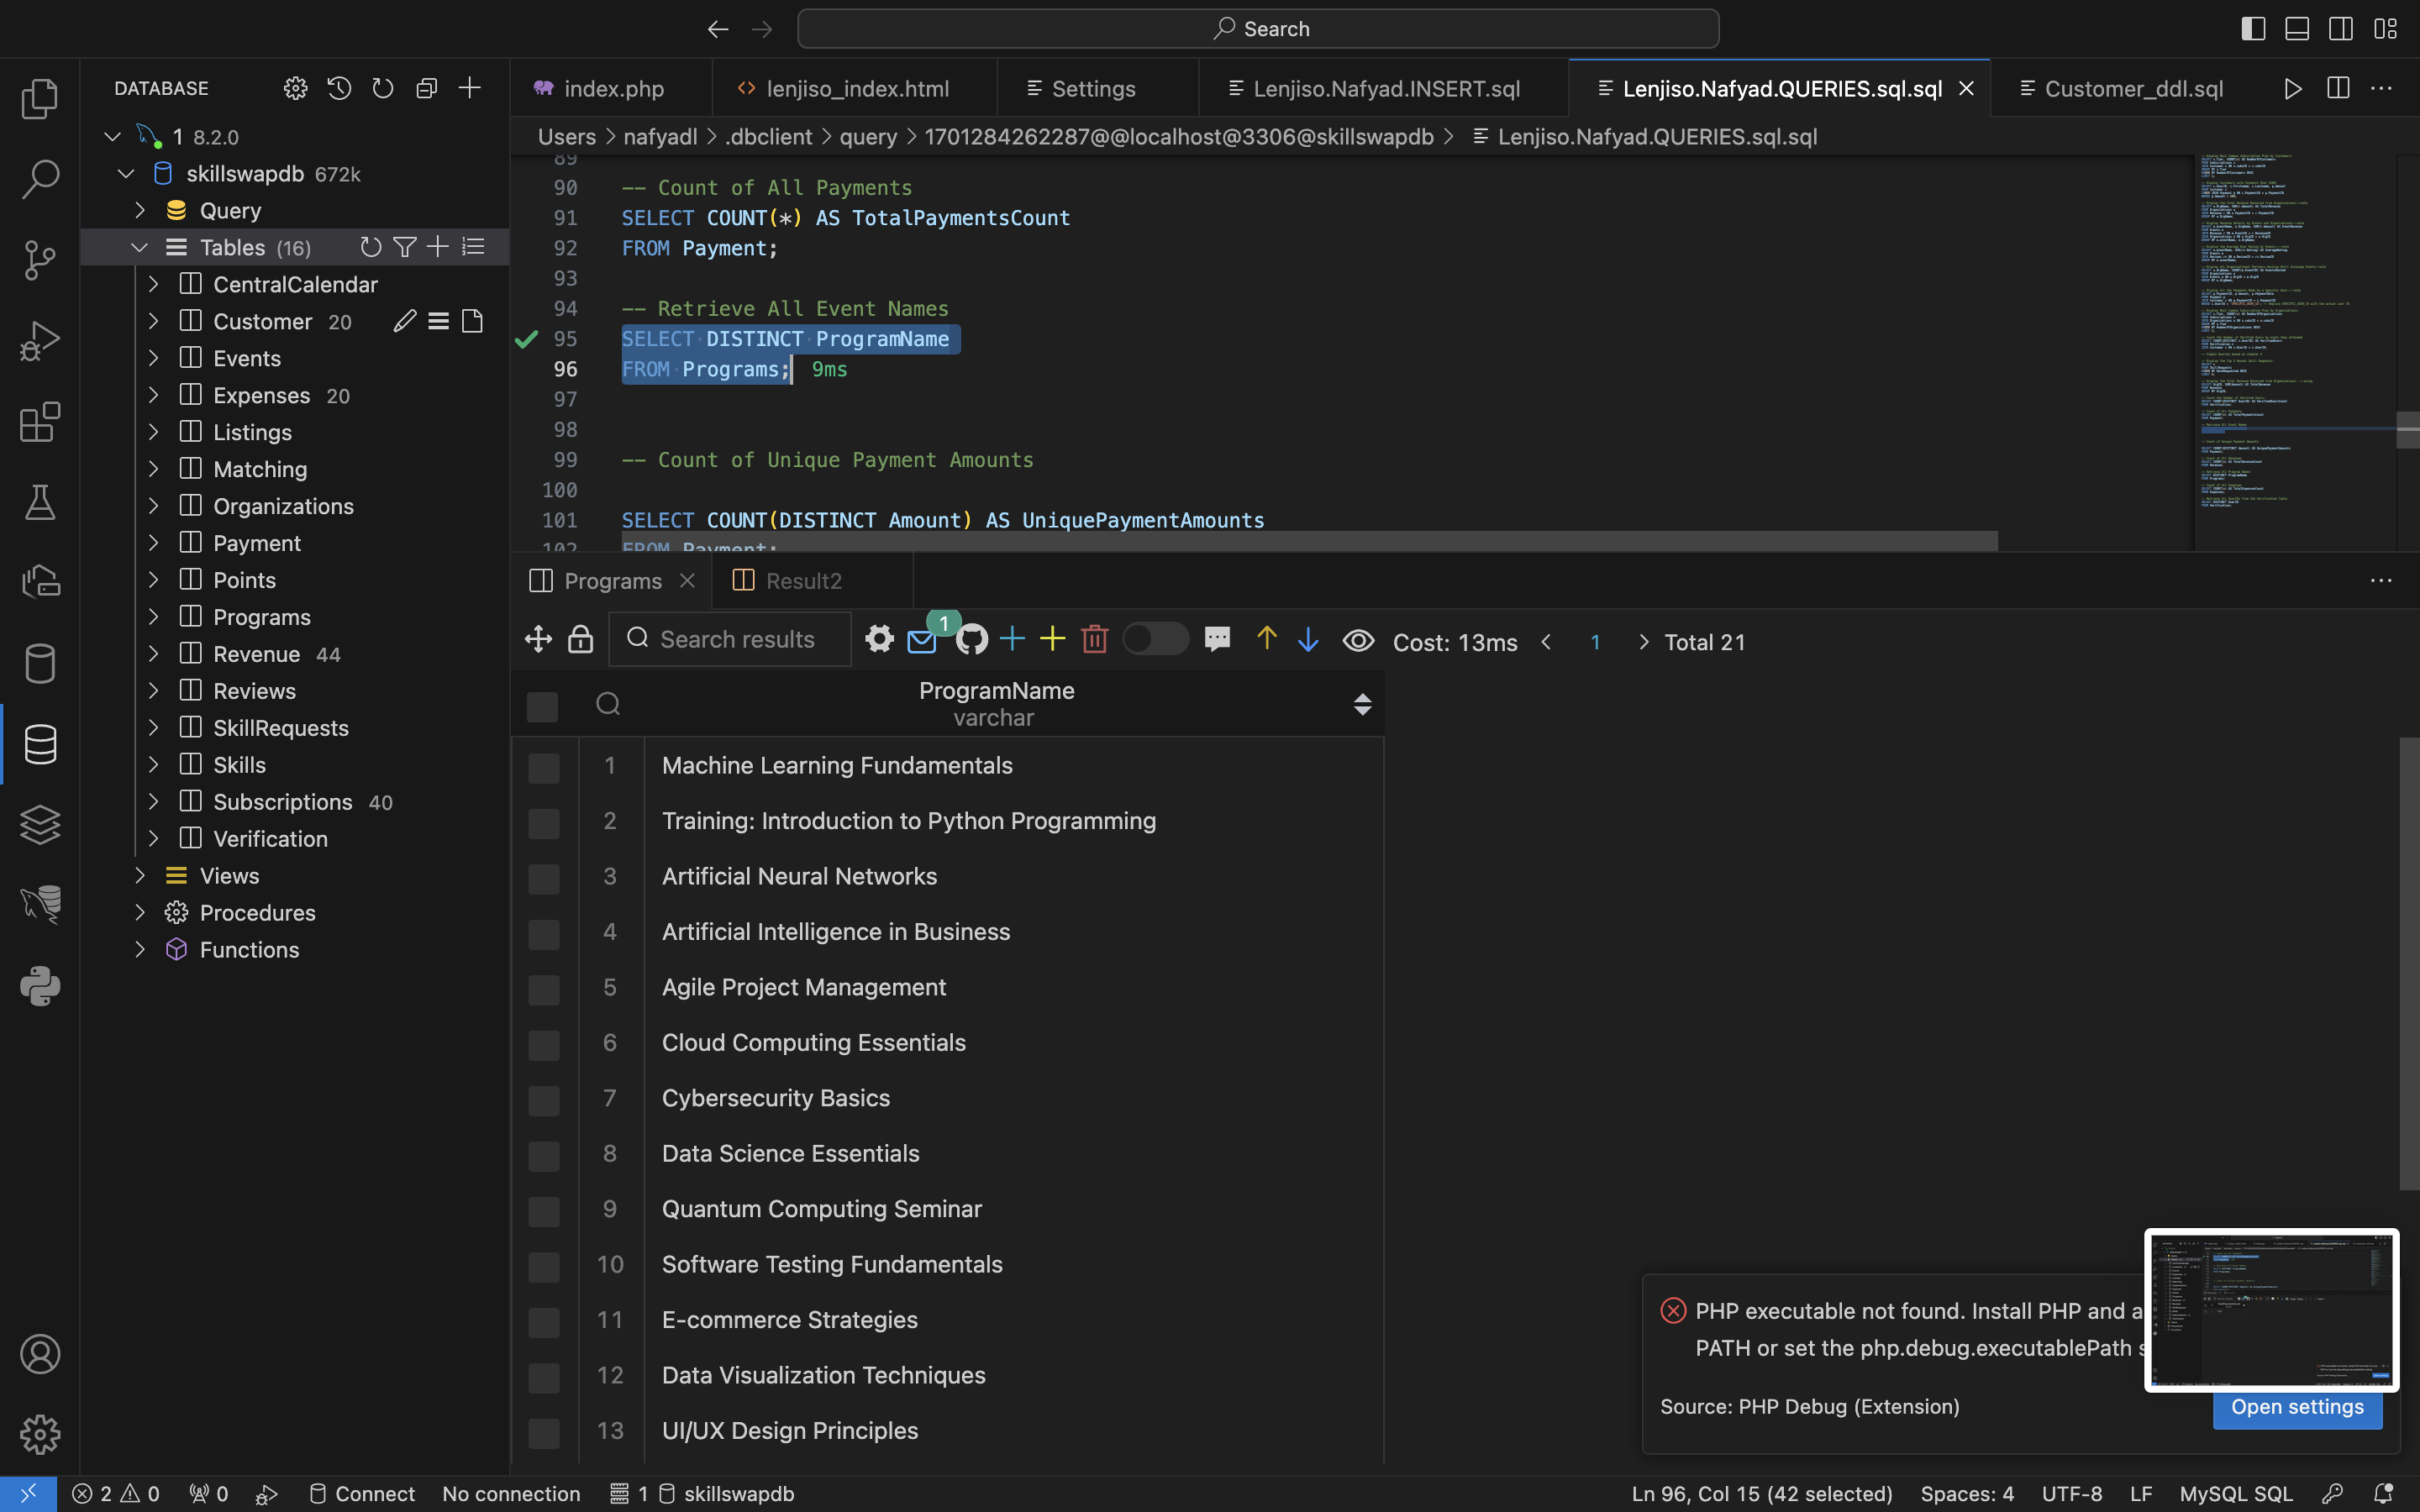 Search
DATABASE
index.php
lenjiso_index.html
Settings
Lenjiso.Nafyad.INSERT.sql
Lenjiso.Nafyad.QUERIES.sql.sql
Customer_ddl.sql
Users > nafyadl > .dbclient > query > 1701284262287@@localhost@3306@skillswapdb > Lenjiso.Nafyad.QUERIES.sql.sql
1 8.2.0
skillswapdb 672k
Query
Tables (16)
CentralCalendar
Customer 20
Events
Expenses 20
Listings
Matching
Organizations
Payment
Points
Programs
Revenue 44
Reviews
SkillRequests
Skills
Subscriptions 40
Verification
Views
Procedures
Functions
89
90 -- Count of All Payments
91 SELECT COUNT(*) AS TotalPaymentsCount
92 FROM Payment;
93
94 -- Retrieve All Event Names
95 SELECT DISTINCT ProgramName
96 FROM Programs; 9ms
97
98
99 -- Count of Unique Payment Amounts
100
101 SELECT COUNT(DISTINCT Amount) AS UniquePaymentAmounts
102 FROM Payment;
Programs
Result2
Search results
1
Cost: 13ms < 1 > Total 21
ProgramName
varchar
1 Machine Learning Fundamentals
2 Training: Introduction to Python Programming
3 Artificial Neural Networks
4 Artificial Intelligence in Business
5 Agile Project Management
6 Cloud Computing Essentials
7 Cybersecurity Basics
8 Data Science Essentials
9 Quantum Computing Seminar
10 Software Testing Fundamentals
11 E-commerce Strategies
12 Data Visualization Techniques
13 UI/UX Design Principles
PHP executable not found. Install PHP and a
PATH or set the php.debug.executablePath s
Source: PHP Debug (Extension)
Open settings
2 0 0 Connect No connection 1 skillswapdb
Ln 96, Col 15 (42 selected) Spaces: 4 UTF-8 LF MySQL SQL